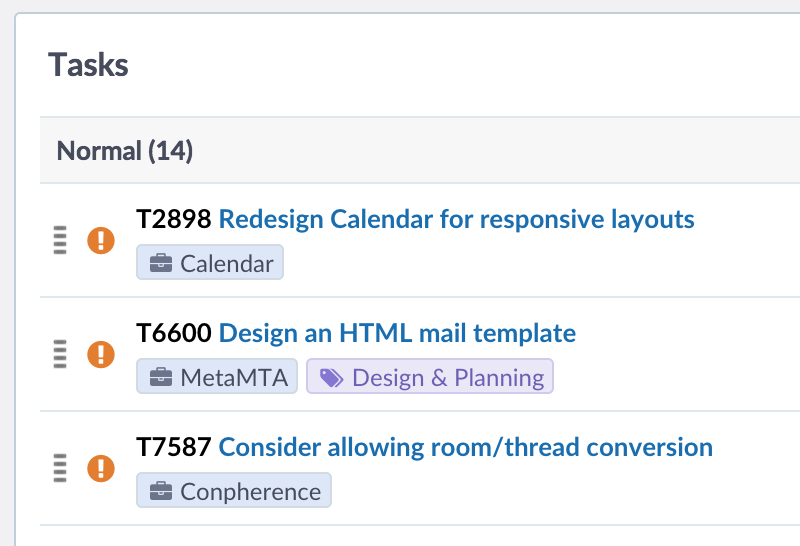 Tasks
Normal (14)
T2898 Redesign Calendar for responsive layouts
Calendar
T6600 Design an HTML mail template
MetaMTA Design & Planning
T7587 Consider allowing room/thread conversion
Conpherence